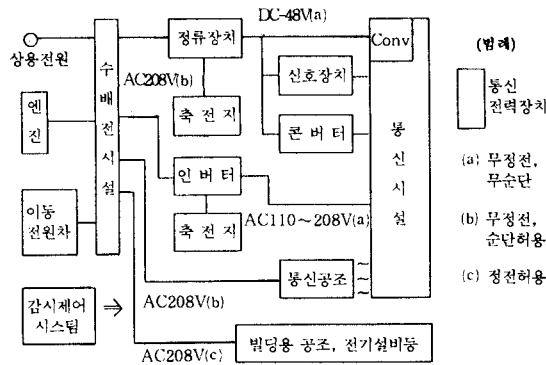 DC-48V(a)
정류장치
Conv
(범례)
상용전원
수배전시설
AC208V(b)
신호장치
통신
전력장치
엔진
축전지
콘버터
통신시설
(a) 무정전,
무순단
인버터
이동
전원차
축전지
AC110~208V(a)
(b) 무정전,
순단허용
통신공조
(c) 정전허용
감시제어
시스팀
AC208V(b)
AC208V(c)
빌딩용 공조, 전기설비등